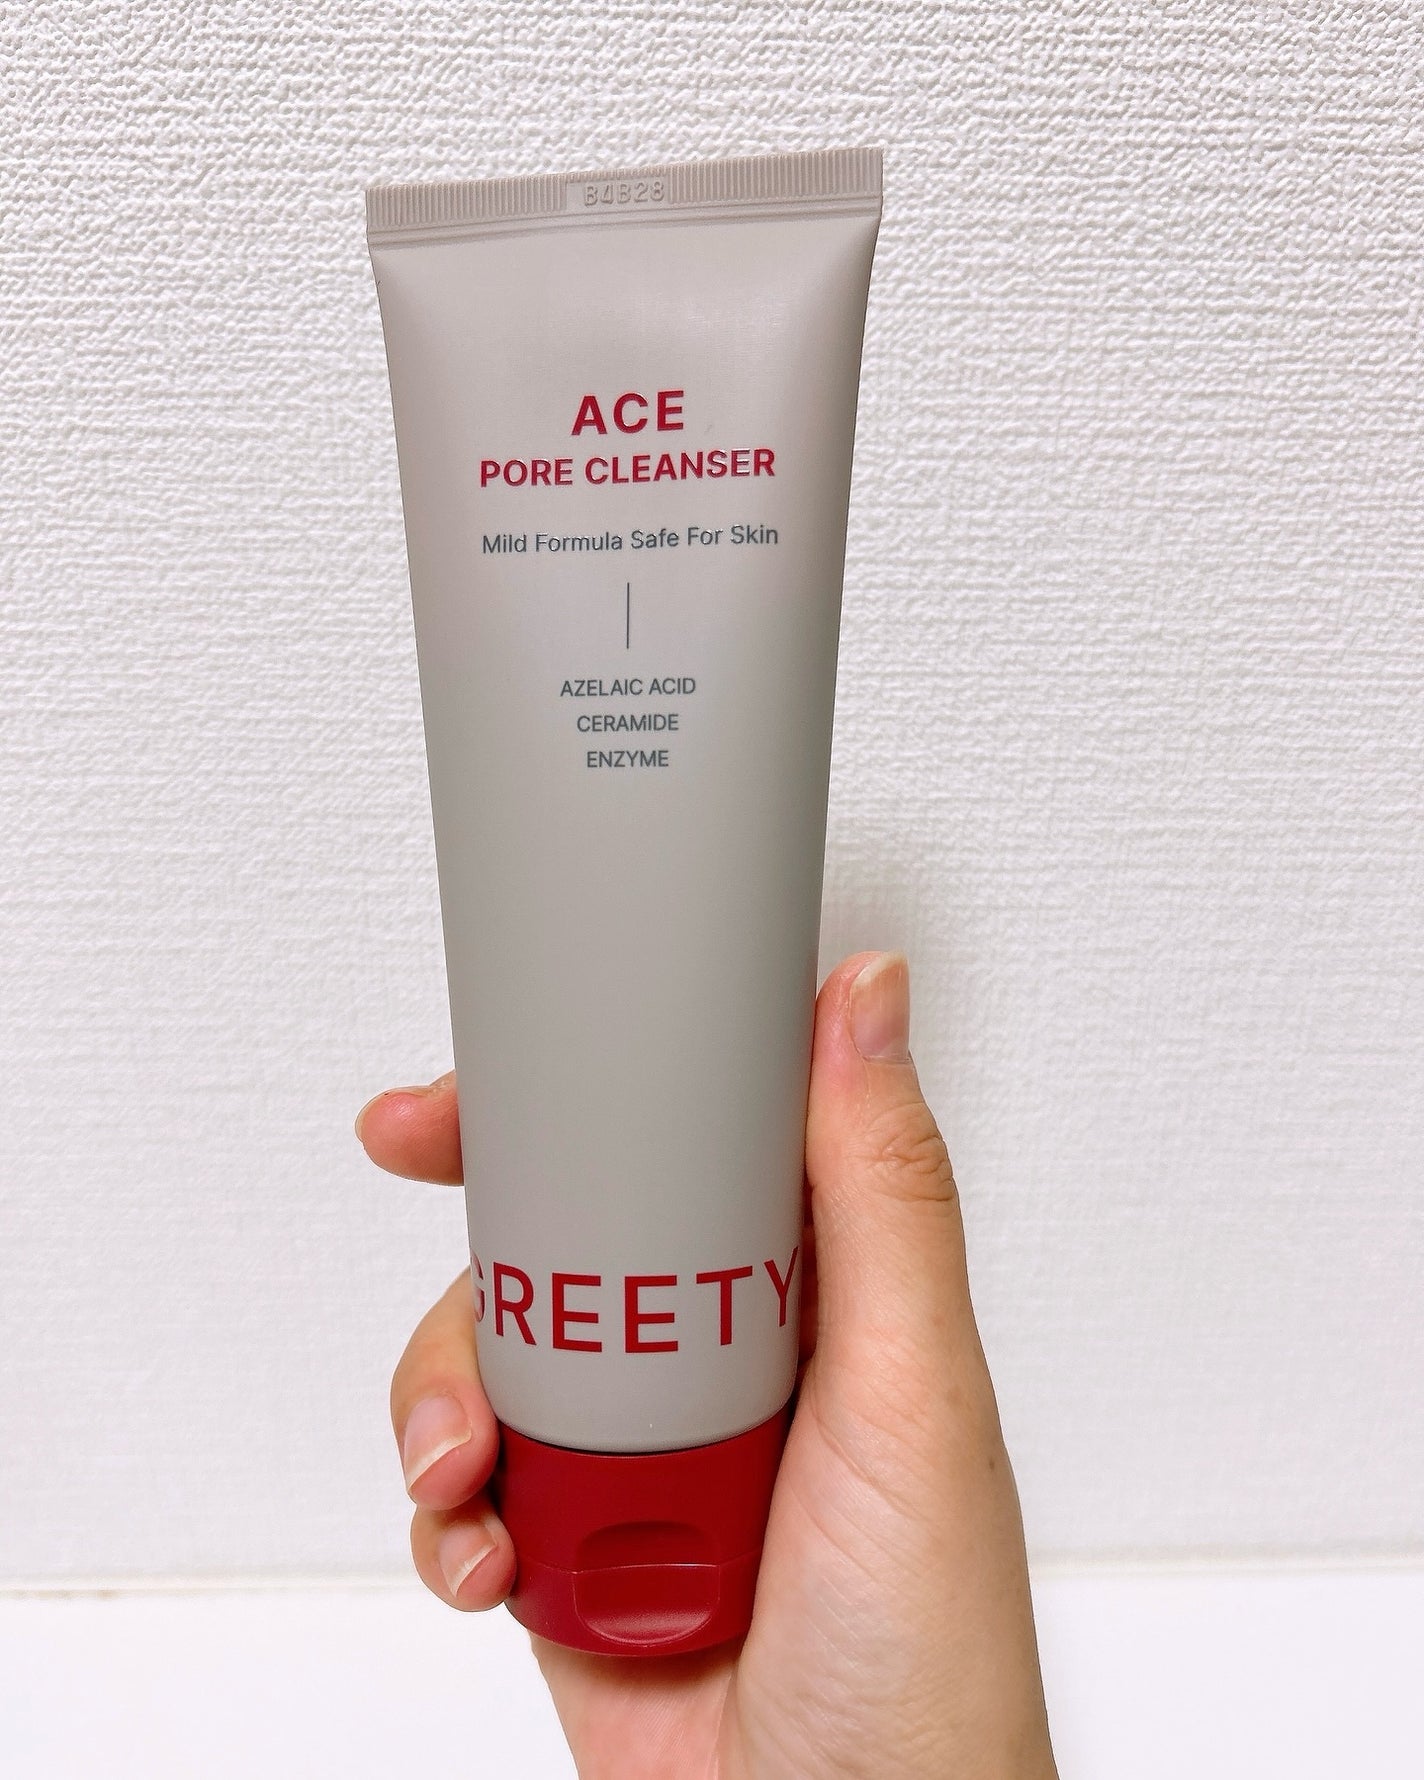 B4B28
ACE
PORE CLEANSER
Mild Formula Safe For Skin
AZELAIC ACID
CERAMIDE
ENZYME
GREETY